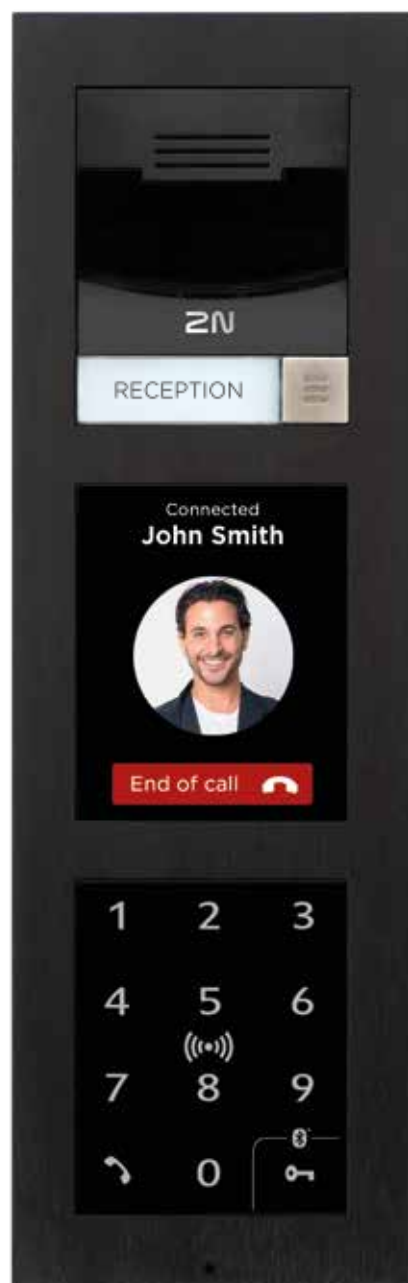 2N
RECEPTION
Connected
John Smith
End of call
1 2 3
4 5 6
7 8 9
0